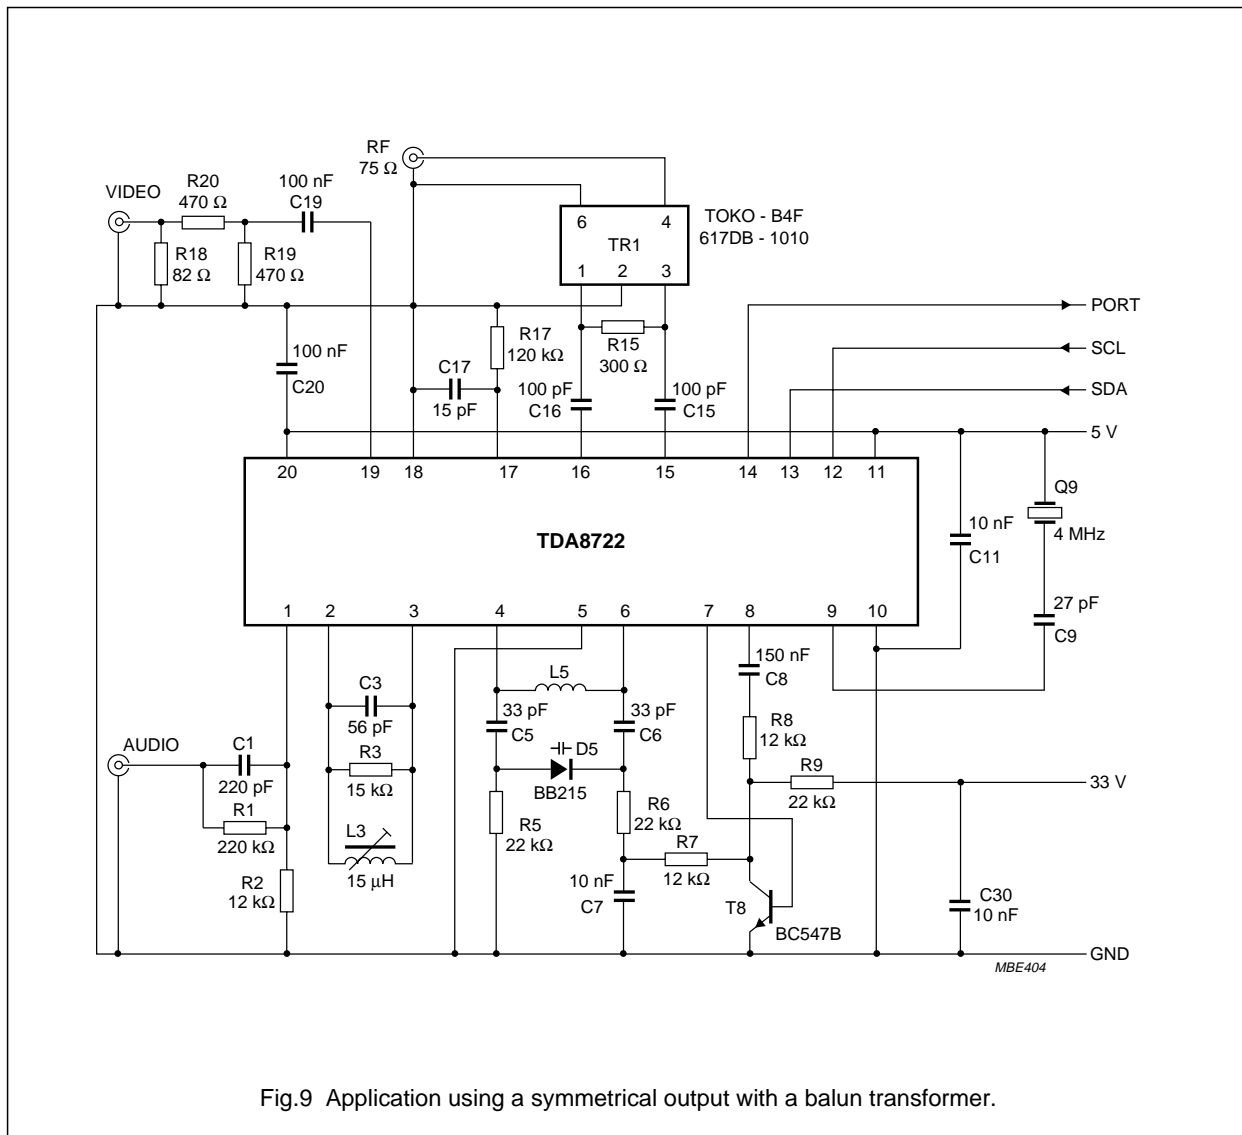 RF
75 Ω
VIDEO
R20
470 Ω
100 nF
C19
R18
82 Ω
R19
470 Ω
6
4
TR1
1
2
3
TOKO - B4F
617DB - 1010
100 nF
C20
C17
15 pF
R17
120 kΩ
R15
300 Ω
100 pF
C16
100 pF
C15
PORT
SCL
SDA
5 V
20
19
18
17
16
15
14
13
12
11
TDA8722
10 nF
C11
Q9
4 MHz
27 pF
C9
1
2
3
4
5
6
7
8
9
10
C3
56 pF
R3
15 kΩ
L3
15 μH
L5
33 pF
C5
33 pF
C6
D5
BB215
150 nF
C8
R8
12 kΩ
R9
22 kΩ
33 V
AUDIO
C1
220 pF
R1
220 kΩ
R2
12 kΩ
R5
22 kΩ
R6
22 kΩ
R7
12 kΩ
10 nF
C7
T8
BC547B
C30
10 nF
GND
MBE404
Fig.9 Application using a symmetrical output with a balun transformer.